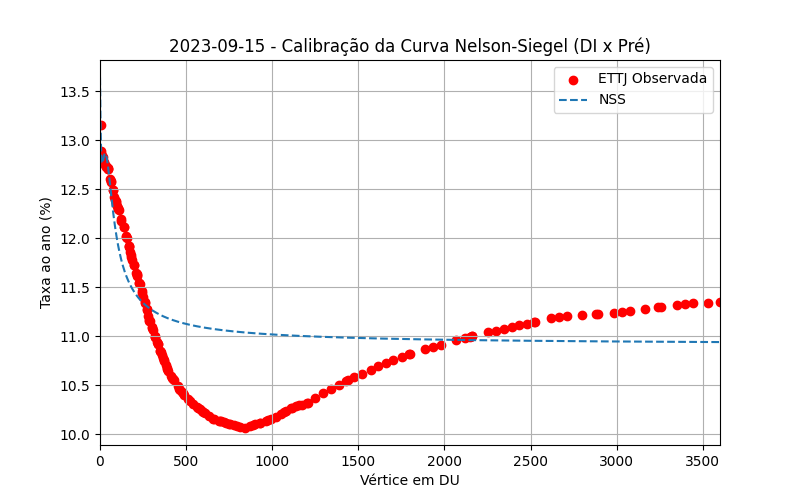 2023-09-15 - Calibração da Curva Nelson-Siegel (DI x Pré)
ETTJ Observada
NSS
Taxa ao ano (%)
13.5
13.0
12.5
12.0
11.5
11.0
10.5
10.0
0 500 1000 1500 2000 2500 3000 3500
Vértice em DU